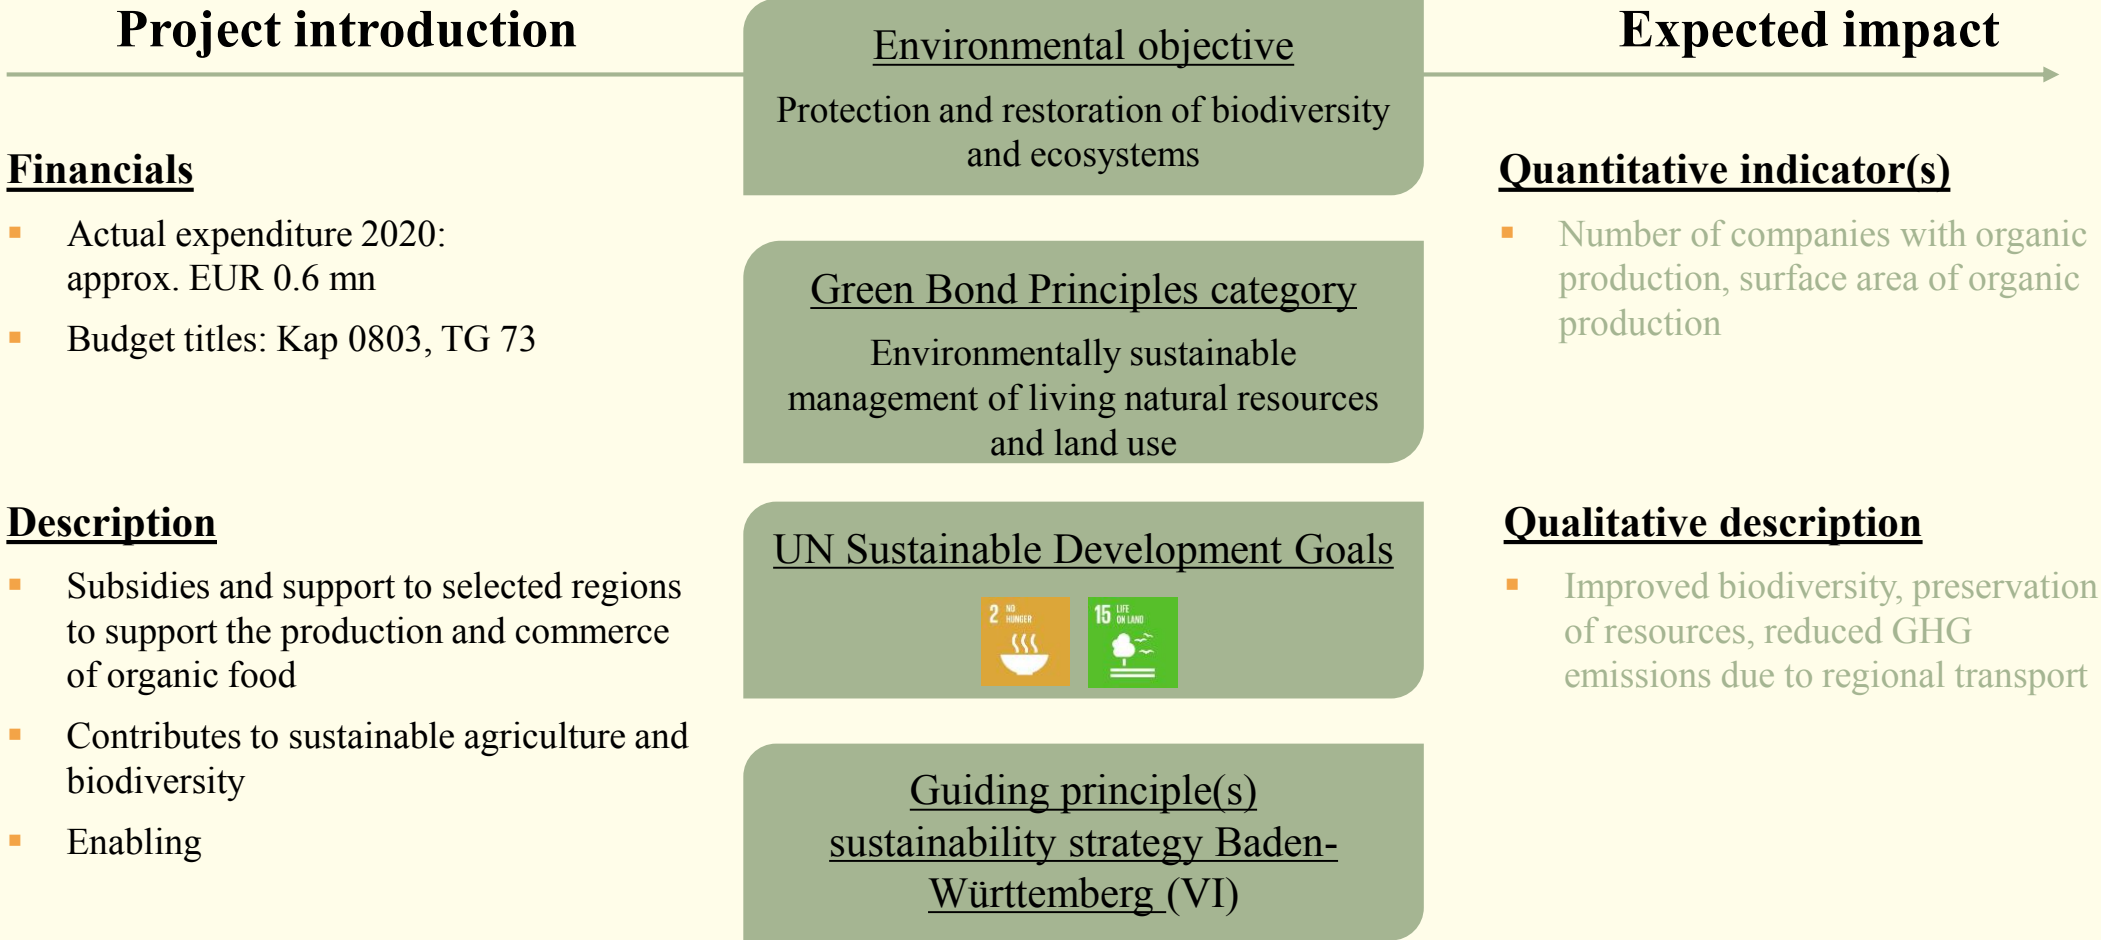 Project introduction
Financials
Actual expenditure 2020:
approx. EUR 0.6 mn
Budget titles: Kap 0803, TG 73
Description
Subsidies and support to selected regions
to support the production and commerce
of organic food
Contributes to sustainable agriculture and
biodiversity
Enabling
Environmental objective
Protection and restoration of biodiversity
and ecosystems
Green Bond Principles category
Environmentally sustainable
management of living natural resources
and land use
UN Sustainable Development Goals
2 NO
HUNGER
15 LIFE
ON LAND
Guiding principle(s)
sustainability strategy Baden-
Württemberg (VI)
Expected impact
Quantitative indicator(s)
Number of companies with organic
production, surface area of organic
production
Qualitative description
Improved biodiversity, preservation
of resources, reduced GHG
emissions due to regional transport